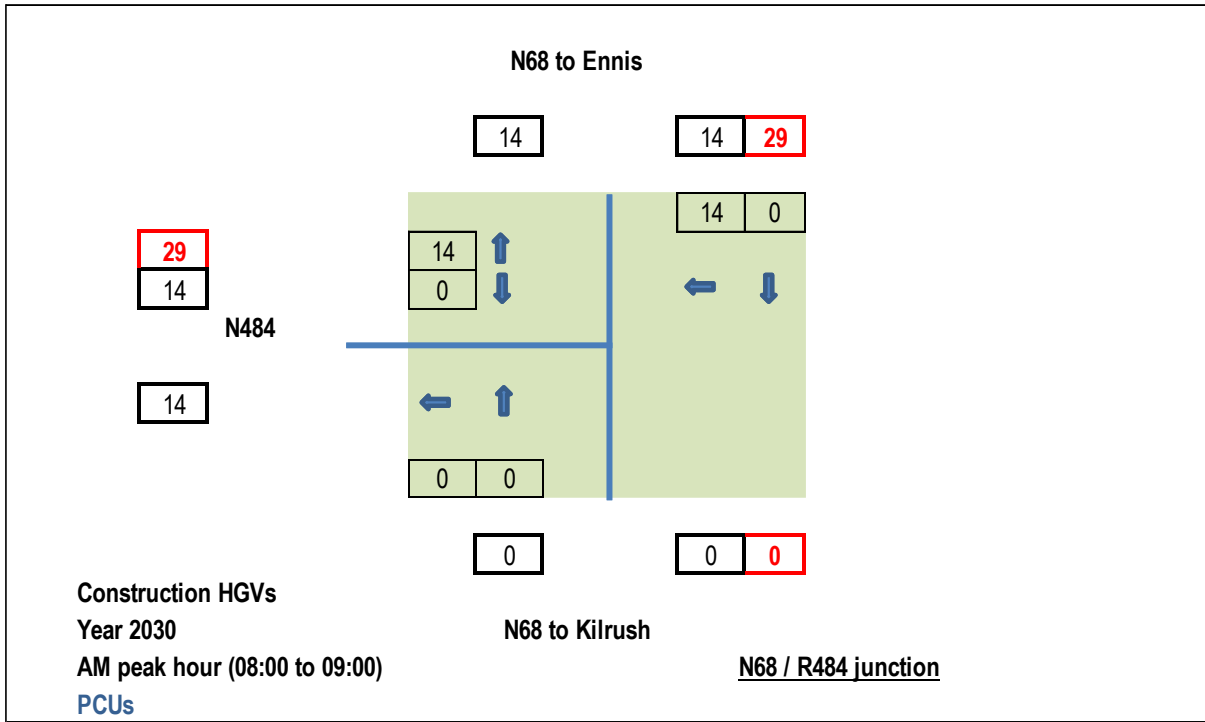 N68 to Ennis
14 14 29
14 0
29 14
14 0
N484
14
0 0
0 0 0
Construction HGVs
Year 2030 N68 to Kilrush
AM peak hour (08:00 to 09:00) N68 / R484 junction
PCUs